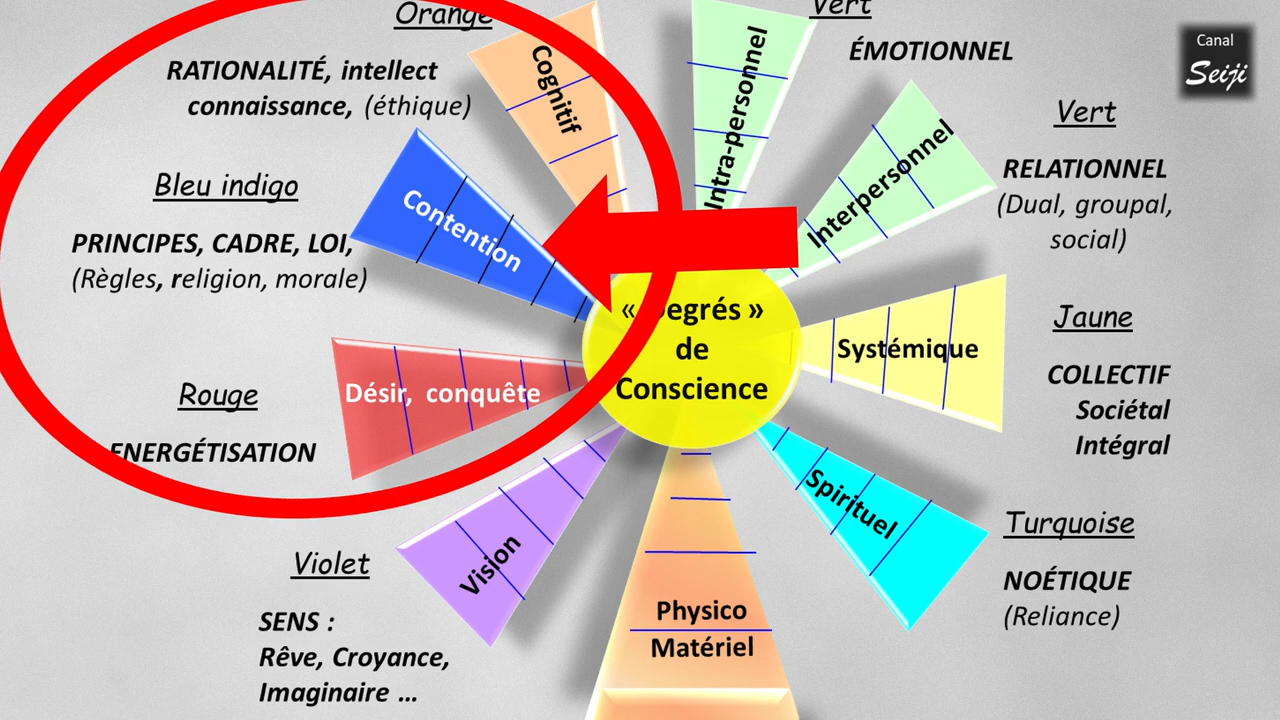 Orange
Vert
Canal
Seiji
RATIONALITÉ, intellect
connaissance, (éthique)
Cognitif
Intra-personnel
ÉMOTIONNEL
Vert
Interpersonnel
RELATIONNEL
(Dual, groupal,
social)
Bleu indigo
PRINCIPES, CADRE, LOI,
(Règles, religion, morale)
Contention
« Degrés »
de
Conscience
Systémique
Jaune
COLLECTIF
Sociétal
Intégral
Rouge
ENERGÉTISATION
Désir, conquête
Spirituel
Turquoise
NOÉTIQUE
(Reliance)
Violet
SENS :
Rêve, Croyance,
Imaginaire ...
Vision
Physico
Matériel